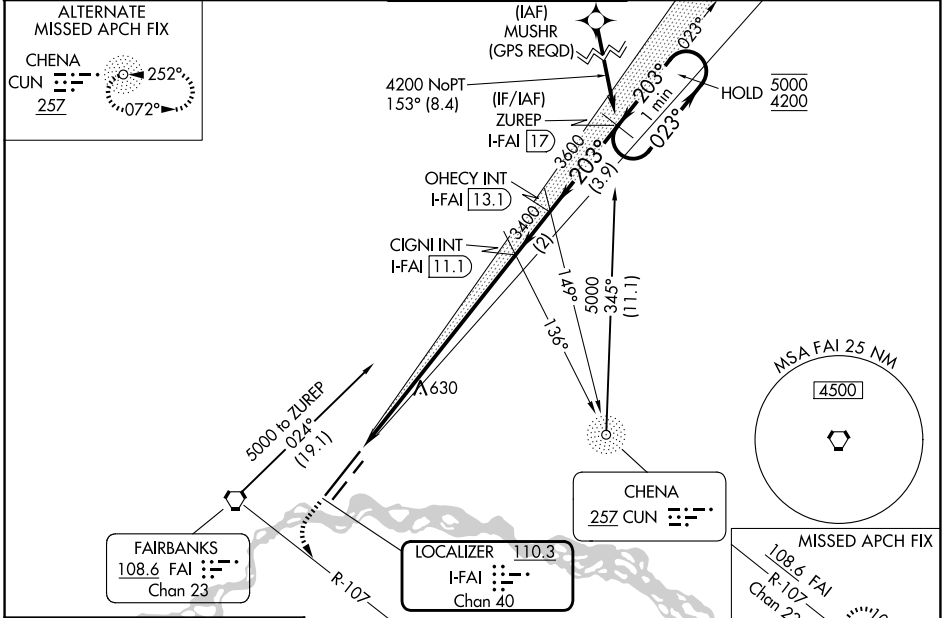 ALTERNATE
MISSED APCH FIX
CHENA
CUN
257
252°
072°
(IAF)
MUSHR
(GPS REQD)
4200 NoPT
153° (8.4)
(IF/IAF)
ZUREP
I-FAI 17
023°
203°
1 min
023°
HOLD
5000
4200
3600
203°
(3.9)
OHECY INT
I-FAI 13.1
3400
(2)
CIGNI INT
I-FAI 11.1
149°
136°
5000
345°
(11.1)
630
5000 to ZUREP
024°
(19.1)
MSA FAI 25 NM
4500
CHENA
257 CUN
FAIRBANKS
108.6 FAI
Chan 23
R-107
LOCALIZER 110.3
I-FAI
Chan 40
MISSED APCH FIX
108.6 FAI
R-107